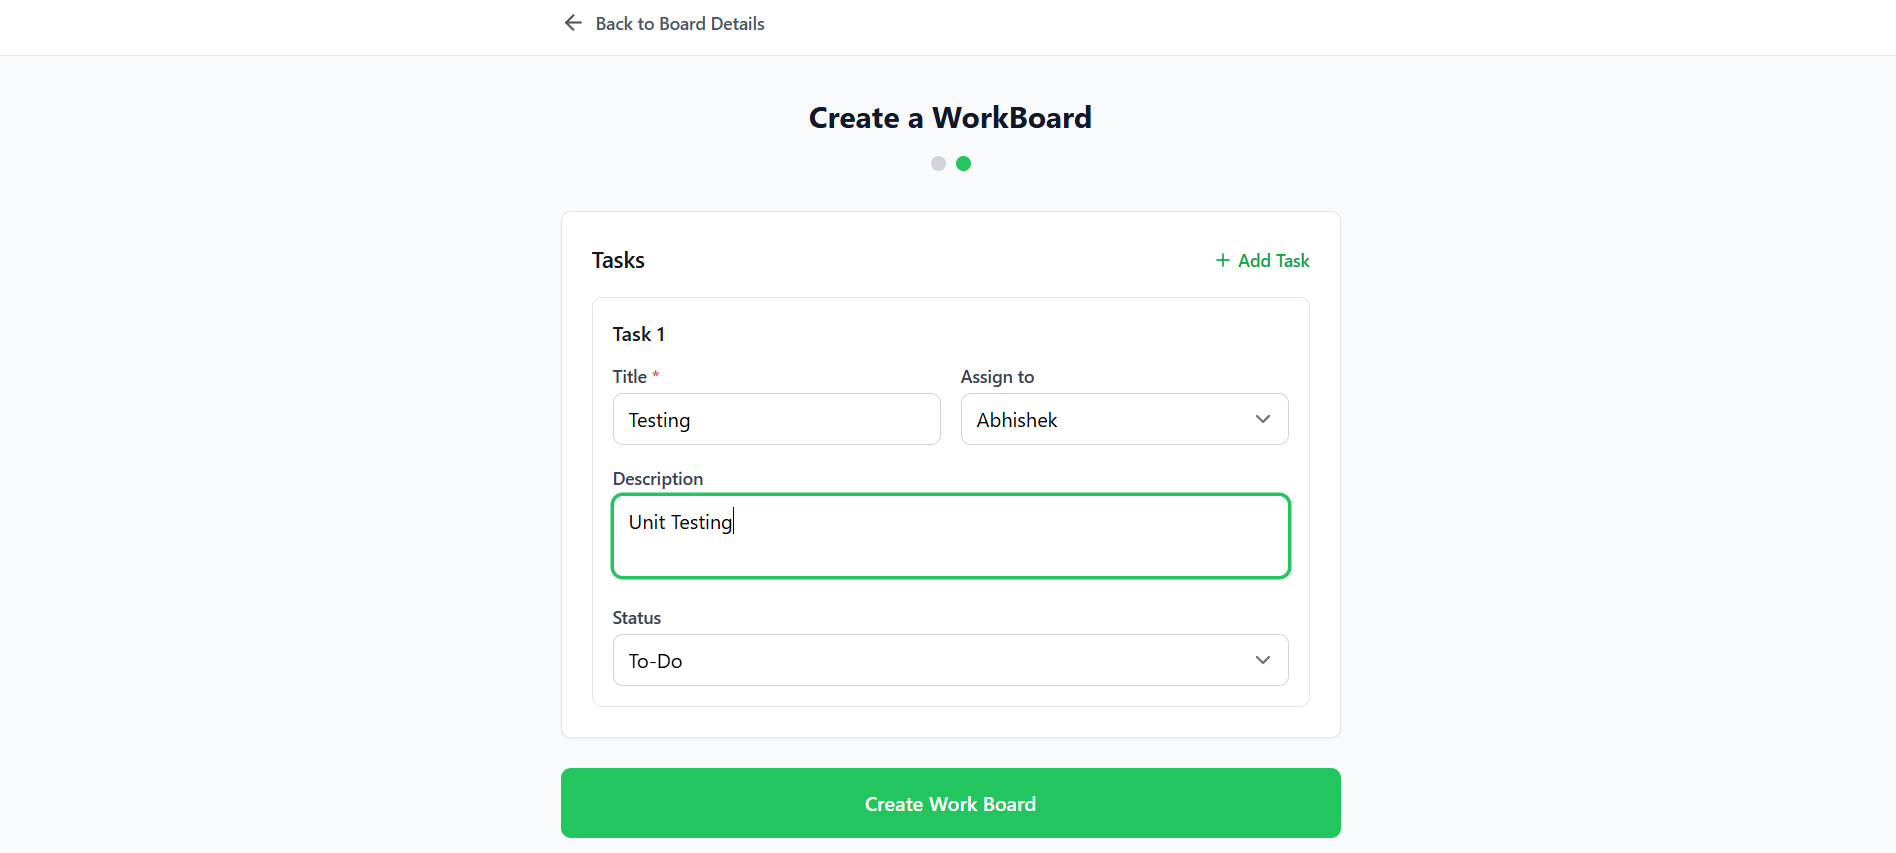 Back to Board Details
Create a WorkBoard
Tasks
+ Add Task
Task 1
Title *
Assign to
Testing
Abhishek
Description
Unit Testing
Status
To-Do
Create Work Board